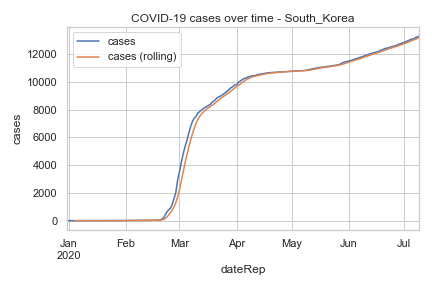 COVID-19 cases over time - South_Korea
cases
cases (rolling)
cases
12000
10000
8000
6000
4000
2000
0
Jan Feb Mar Apr May Jun Jul
2020
dateRep